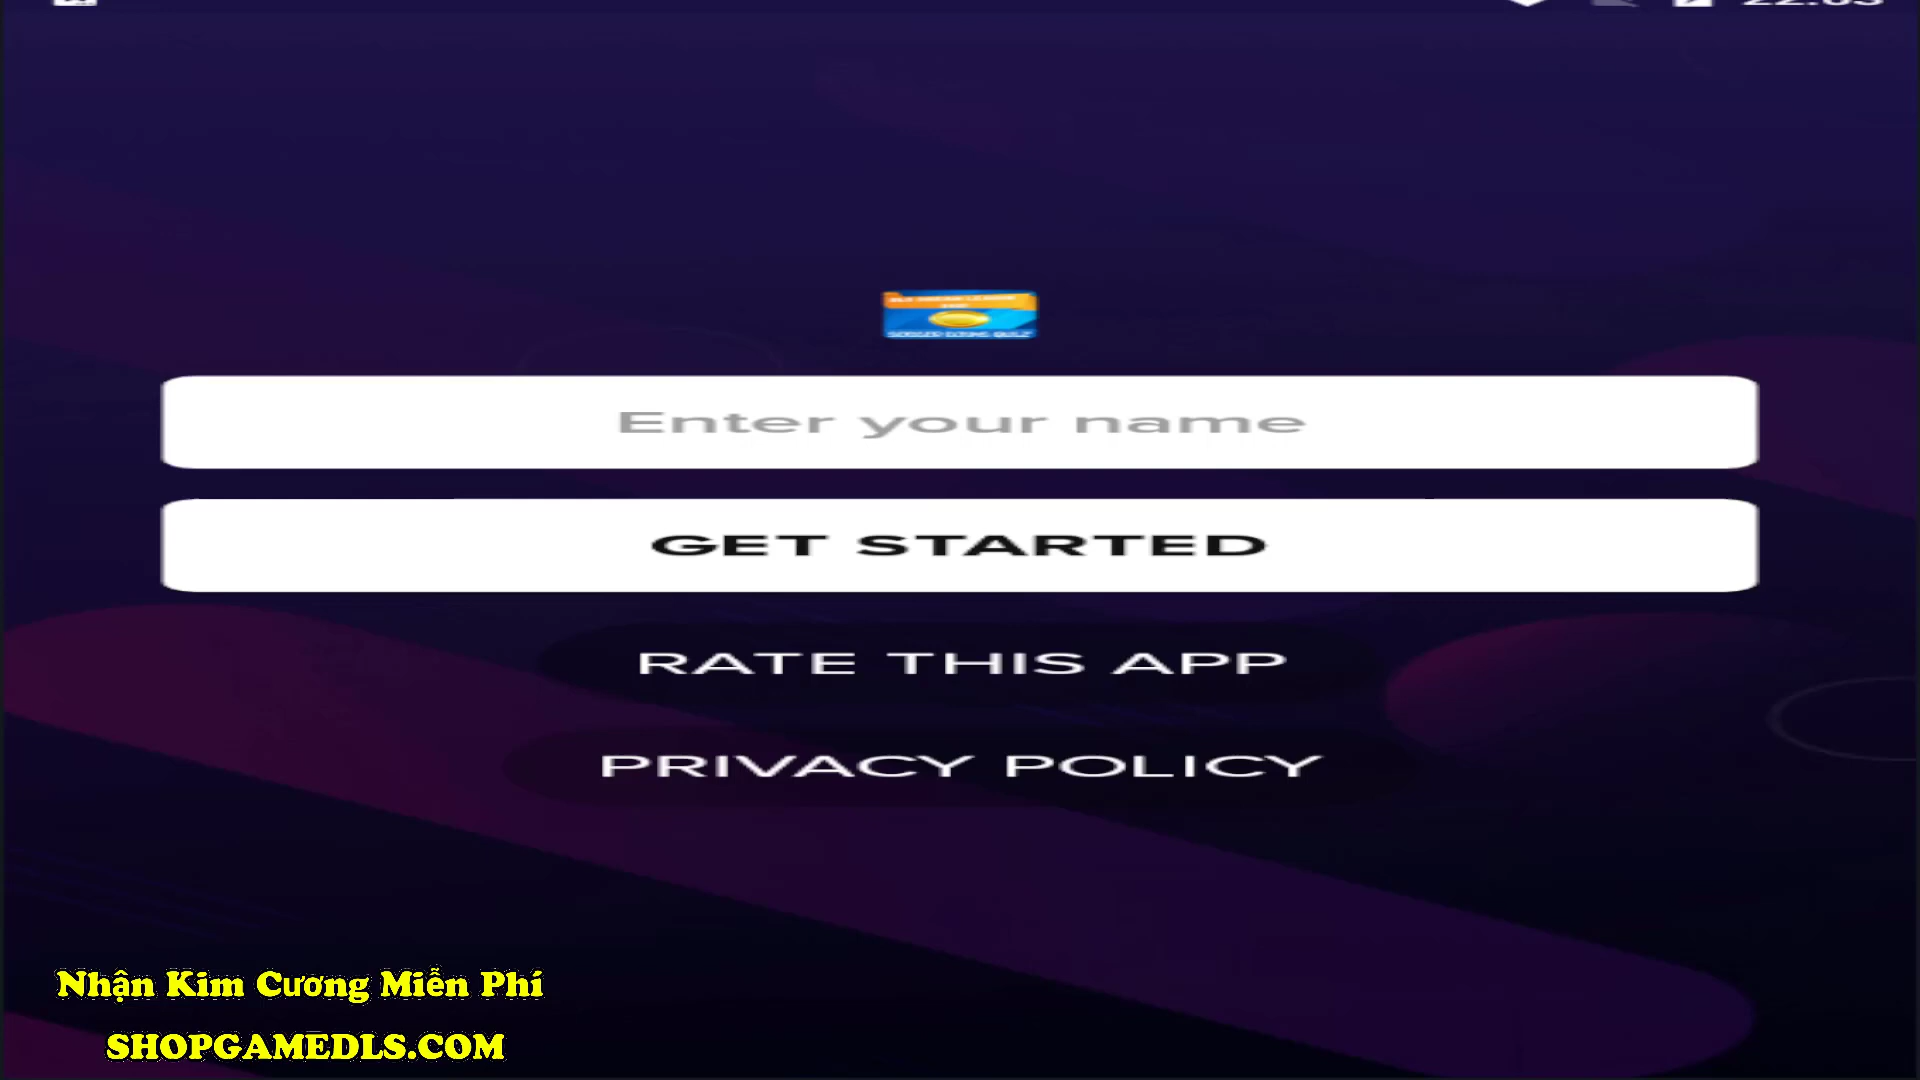 Enter your name
GET STARTED
RATE THIS APP
PRIVACY POLICY
Nhận Kim Cương Miễn Phí
SHOPGAMEDLS.COM